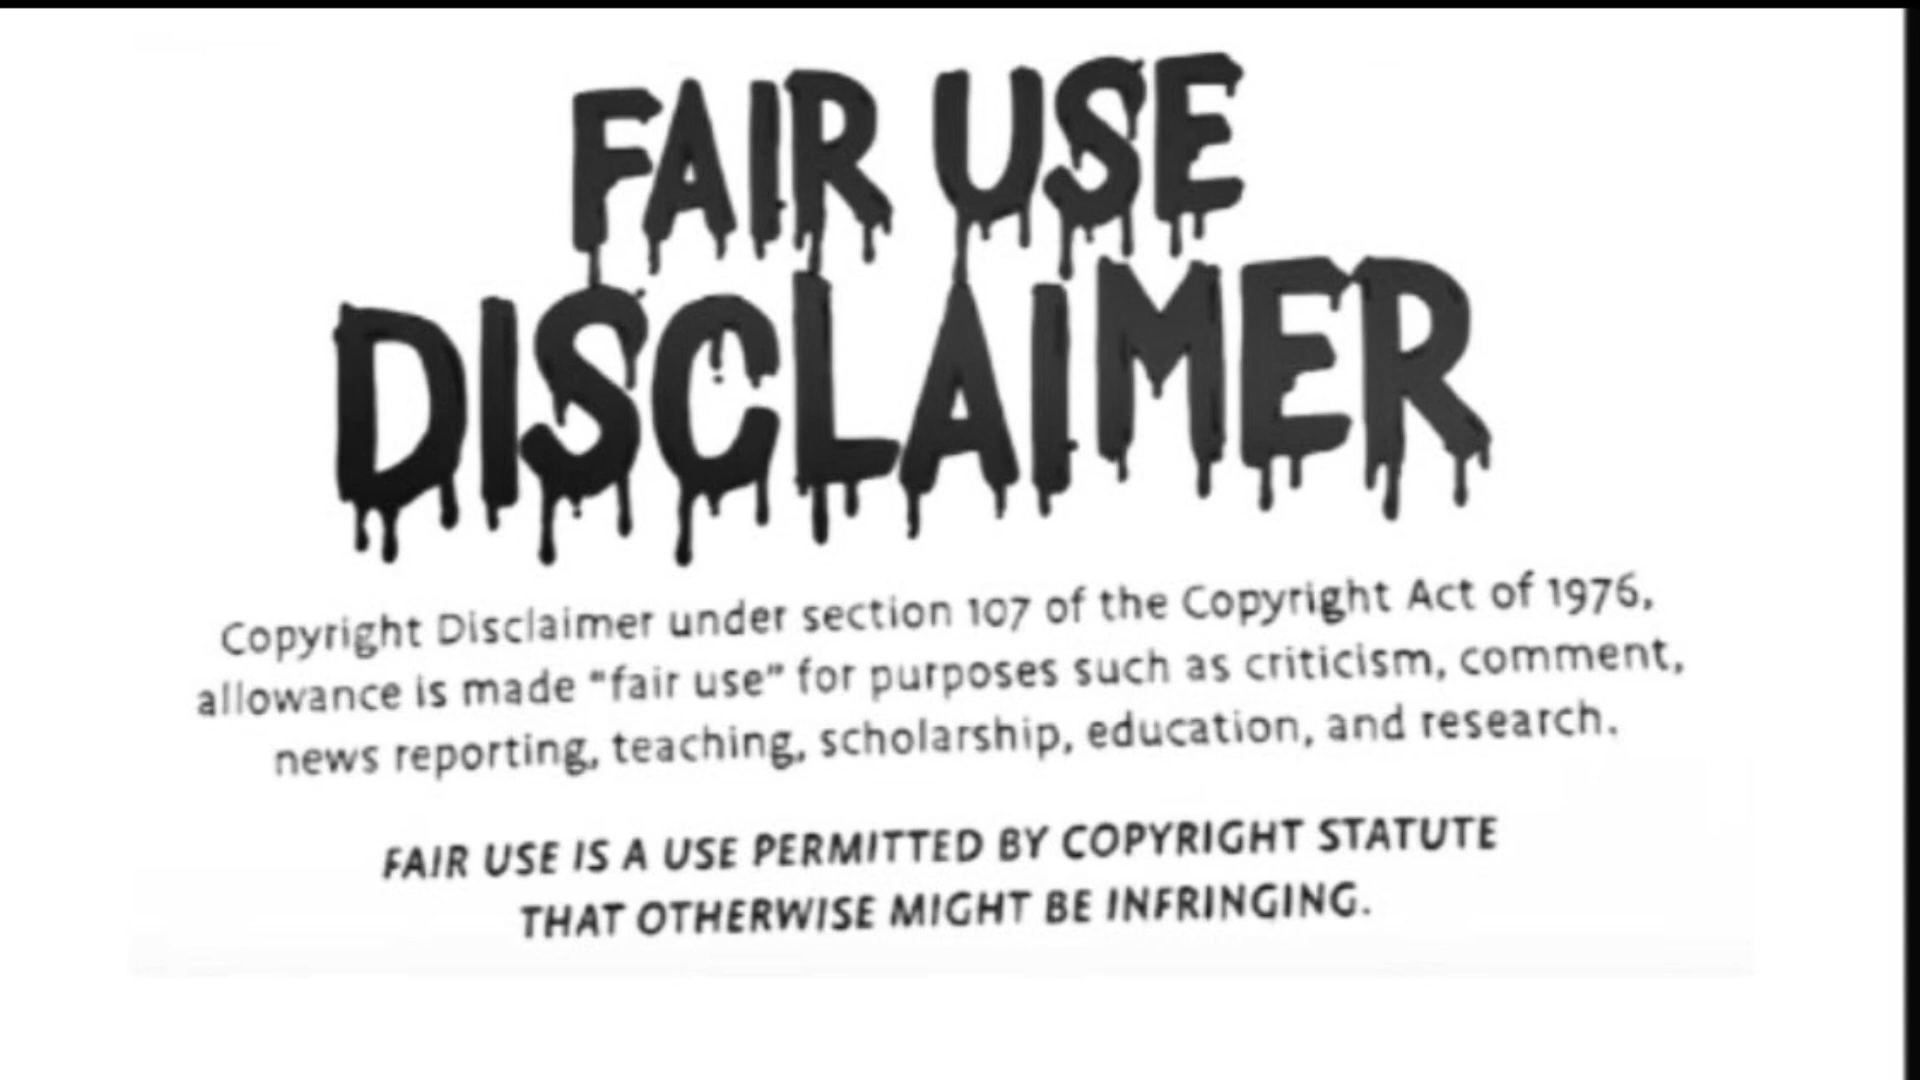 FAIR USE
DISCLAIMER
Copyright Disclaimer under section 107 of the Copyright Act of 1976,
allowance is made "fair use" for purposes such as criticism, comment,
news reporting, teaching, scholarship, education, and research.
FAIR USE IS A USE PERMITTED BY COPYRIGHT STATUTE
THAT OTHERWISE MIGHT BE INFRINGING.